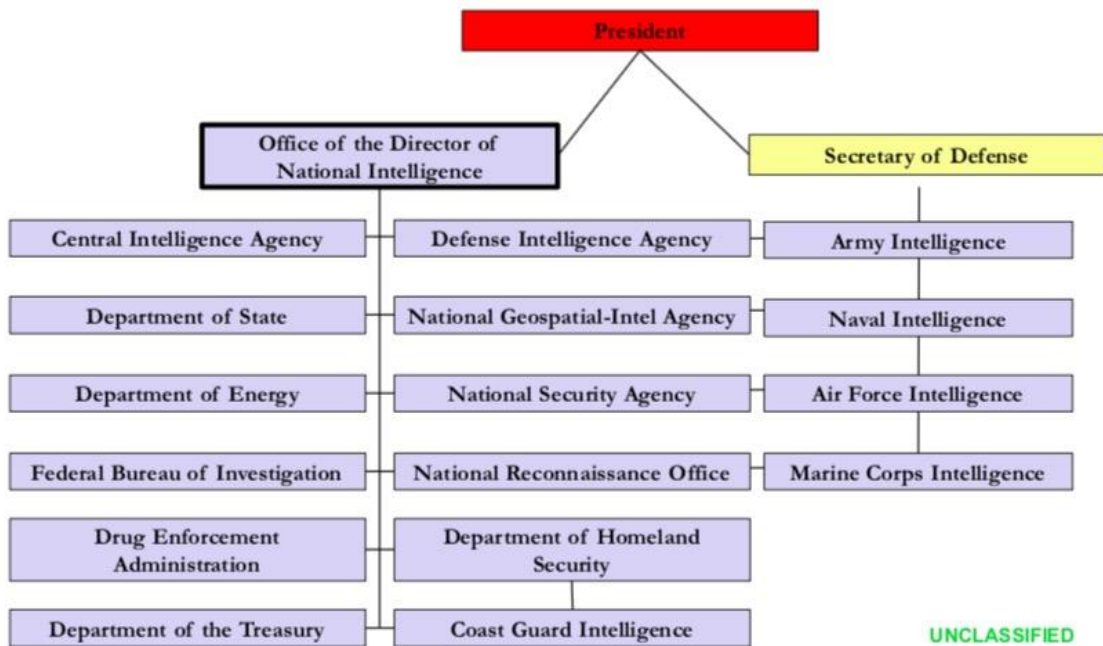 President
Office of the Director of
National Intelligence
Secretary of Defense
Central Intelligence Agency
Defense Intelligence Agency
Army Intelligence
Department of State
National Geospatial-Intel Agency
Naval Intelligence
Department of Energy
National Security Agency
Air Force Intelligence
Federal Bureau of Investigation
National Reconnaissance Office
Marine Corps Intelligence
Drug Enforcement
Administration
Department of Homeland
Security
Department of the Treasury
Coast Guard Intelligence
UNCLASSIFIED